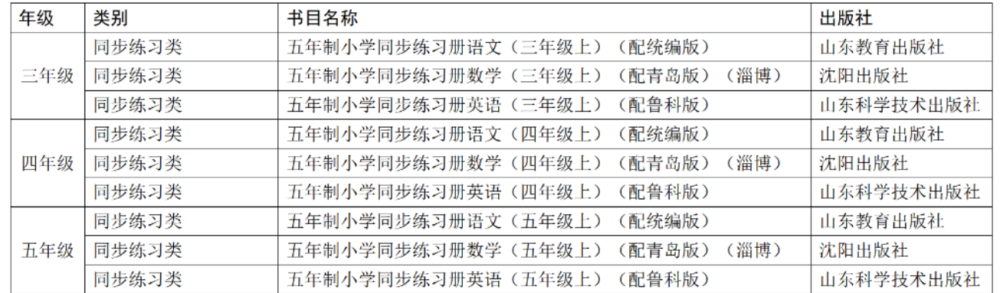 年级 类别 书目名称 出版社
同步练习类 五年制小学同步练习册语文（三年级上）（配统编版） 山东教育出版社
三年级 同步练习类 五年制小学同步练习册数学（三年级上）（配青岛版）（淄博） 沈阳出版社
同步练习类 五年制小学同步练习册英语（三年级上）（配鲁科版） 山东科学技术出版社
同步练习类 五年制小学同步练习册语文（四年级上）（配统编版） 山东教育出版社
四年级 同步练习类 五年制小学同步练习册数学（四年级上）（配青岛版）（淄博） 沈阳出版社
同步练习类 五年制小学同步练习册英语（四年级上）（配鲁科版） 山东科学技术出版社
同步练习类 五年制小学同步练习册语文（五年级上）（配统编版） 山东教育出版社
五年级 同步练习类 五年制小学同步练习册数学（五年级上）（配青岛版）（淄博） 沈阳出版社
同步练习类 五年制小学同步练习册英语（五年级上）（配鲁科版） 山东科学技术出版社